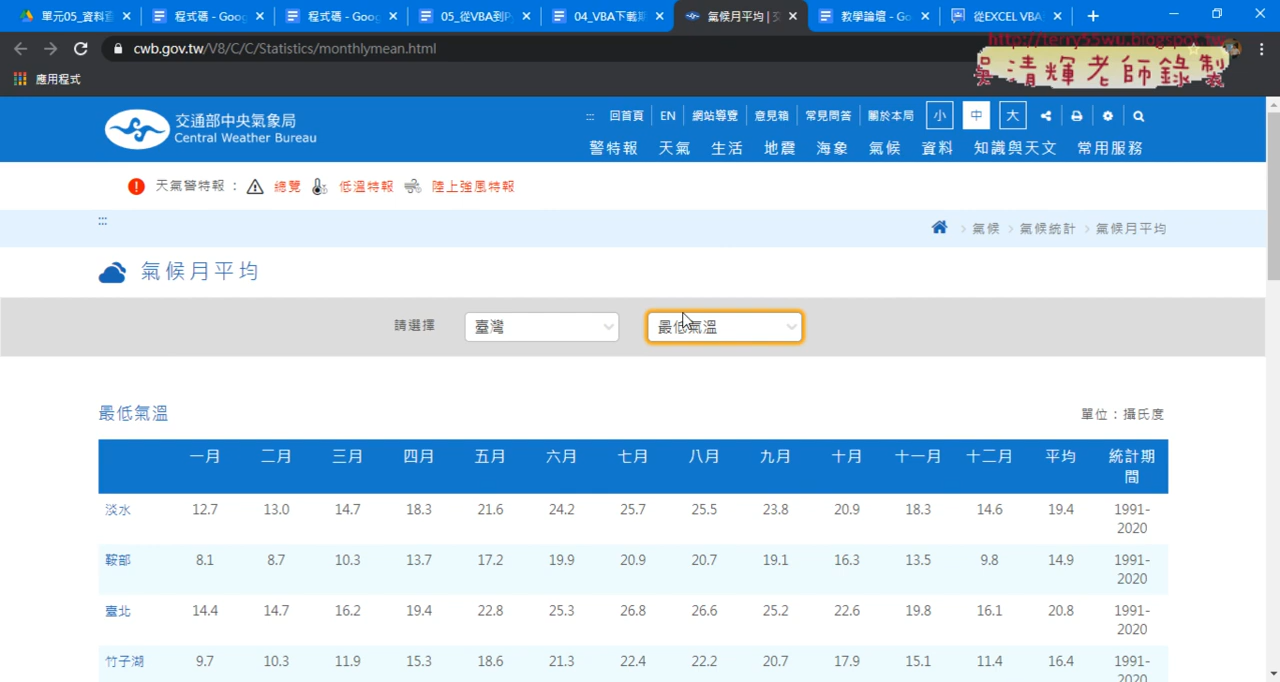 單元05_資料
程式碼 - Goog
程式碼 - Goog
05_從VBA到P
04_VBA下載
氣候月平均 | 交
教學論壇 - Go
從EXCEL VBA
cwb.gov.tw/V8/C/C/Statistics/monthlymean.html
http://terry55wu.blogspot.tw
吳清輝老師錄製
應用程式
交通部中央氣象局
Central Weather Bureau
::: 回首頁 EN 網站導覽 意見箱 常見問答 關於本局 小 中 大
警特報 天氣 生活 地震 海象 氣候 資料 知識與天文 常用服務
天氣警特報： 總覽 低溫特報 陸上強風特報
:::
> 氣候 > 氣候統計 > 氣候月平均
氣候月平均
請選擇 臺灣 最低氣溫
最低氣溫
單位：攝氏度
一月 二月 三月 四月 五月 六月 七月 八月 九月 十月 十一月 十二月 平均 統計期間
淡水 12.7 13.0 14.7 18.3 21.6 24.2 25.7 25.5 23.8 20.9 18.3 14.6 19.4 1991-2020
鞍部 8.1 8.7 10.3 13.7 17.2 19.9 20.9 20.7 19.1 16.3 13.5 9.8 14.9 1991-2020
臺北 14.4 14.7 16.2 19.4 22.8 25.3 26.8 26.6 25.2 22.6 19.8 16.1 20.8 1991-2020
竹子湖 9.7 10.3 11.9 15.3 18.6 21.3 22.4 22.2 20.7 17.9 15.1 11.4 16.4 1991-2020